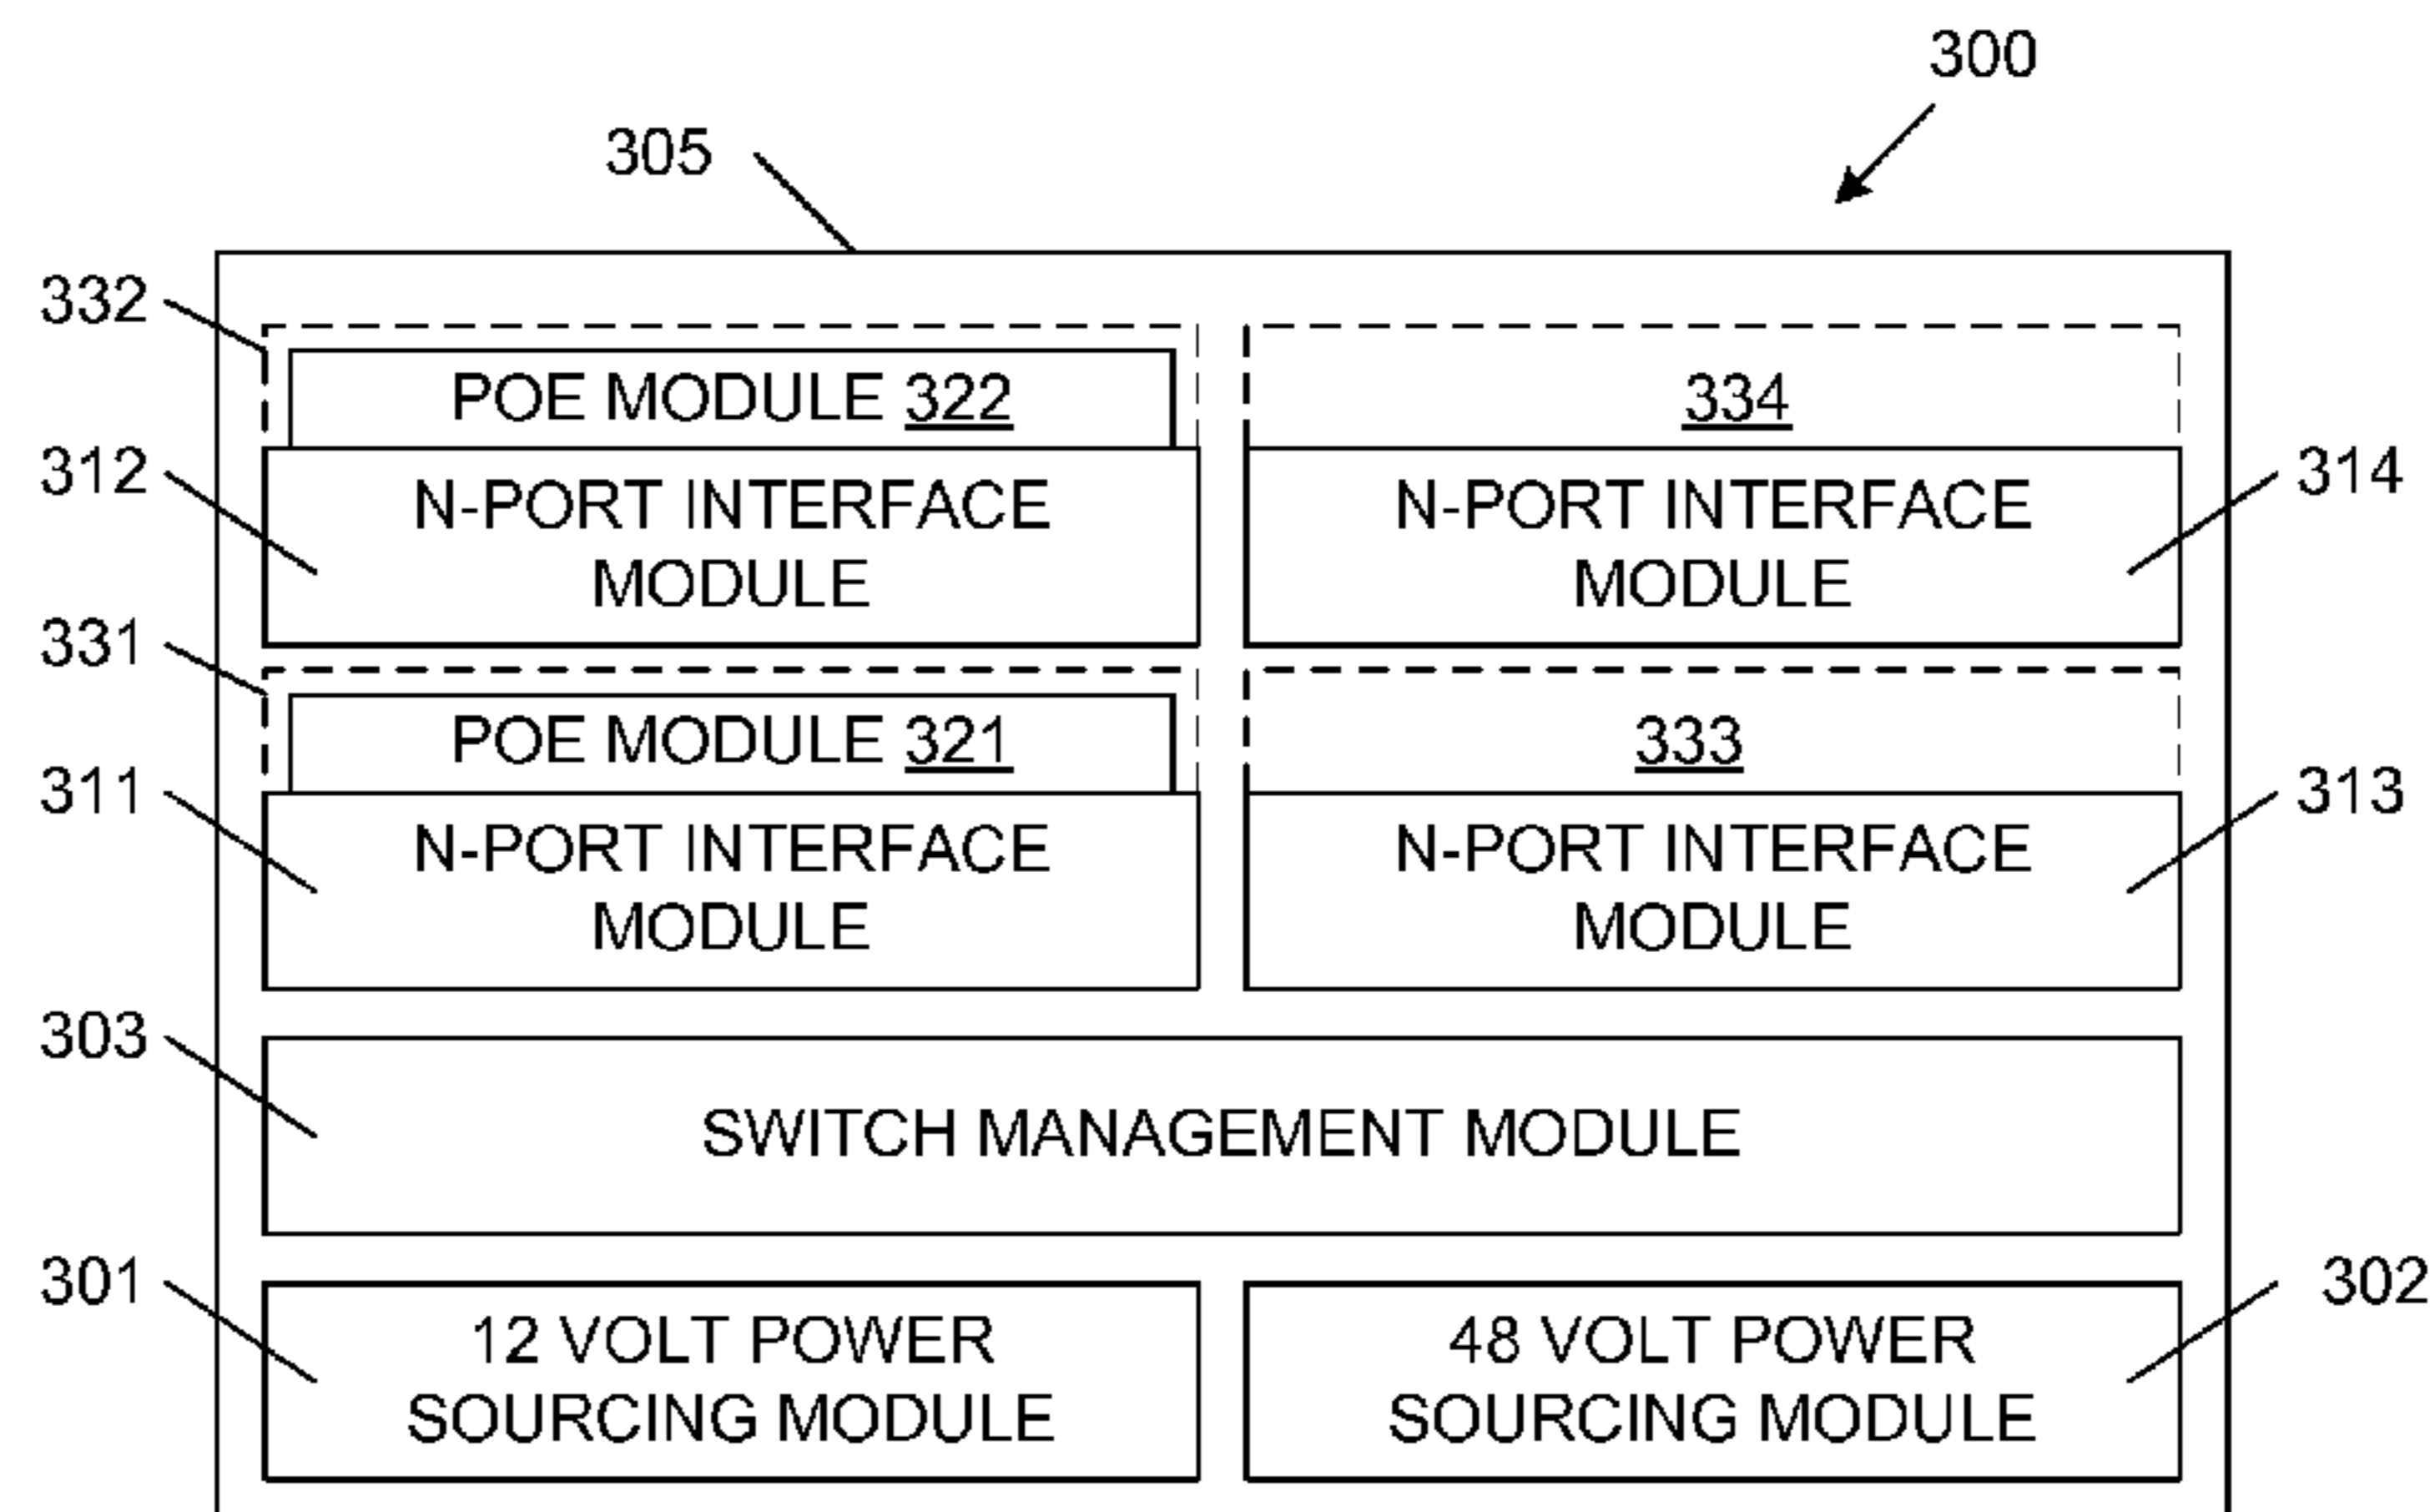 300
305
332
POE MODULE 322
334
312
N-PORT INTERFACE
MODULE
N-PORT INTERFACE
MODULE
314
331
POE MODULE 321
333
311
N-PORT INTERFACE
MODULE
N-PORT INTERFACE
MODULE
313
303
SWITCH MANAGEMENT MODULE
301
12 VOLT POWER
SOURCING MODULE
48 VOLT POWER
SOURCING MODULE
302